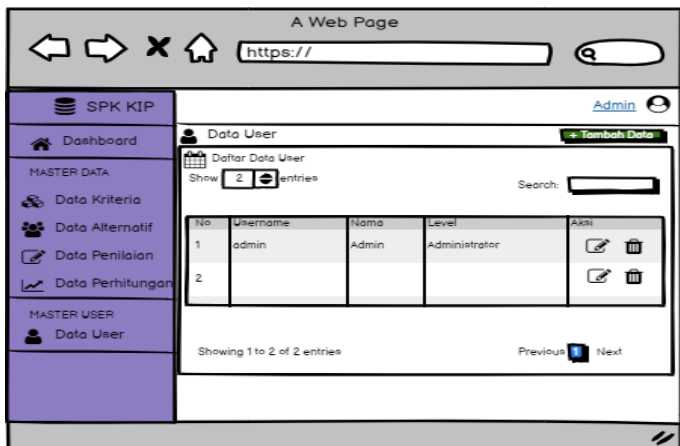 A Web Page
https://
SPK KIP
Admin
Dashboard
MASTER DATA
Data Kriteria
Data Alternatif
Data Penilaian
Data Perhitungan
MASTER USER
Data User
Data User
+ Tambah Data
Daftar Data User
Show 2 entries
Search:
No Username Nama Level Aksi
1 admin Admin Administrator
2
Showing 1 to 2 of 2 entries
Previous 1 Next